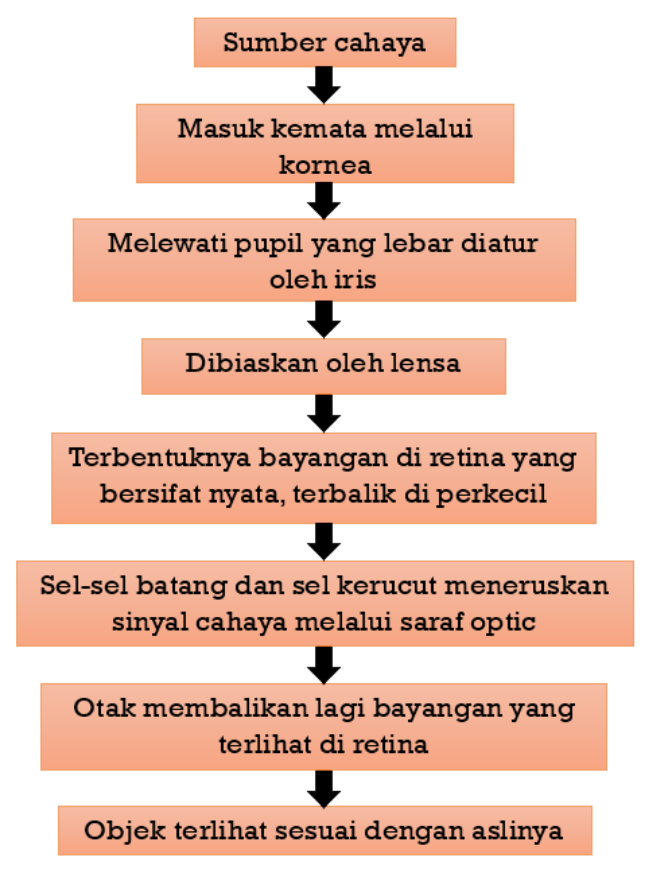 Sumber cahaya
Masuk kemata melalui
kornea
Melewati pupil yang lebar diatur
oleh iris
Dibiaskan oleh lensa
Terbentuknya bayangan di retina yang
bersifat nyata, terbalik di perkecil
Sel-sel batang dan sel kerucut meneruskan
sinyal cahaya melalui saraf optic
Otak membalikan lagi bayangan yang
terlihat di retina
Objek terlihat sesuai dengan aslinya